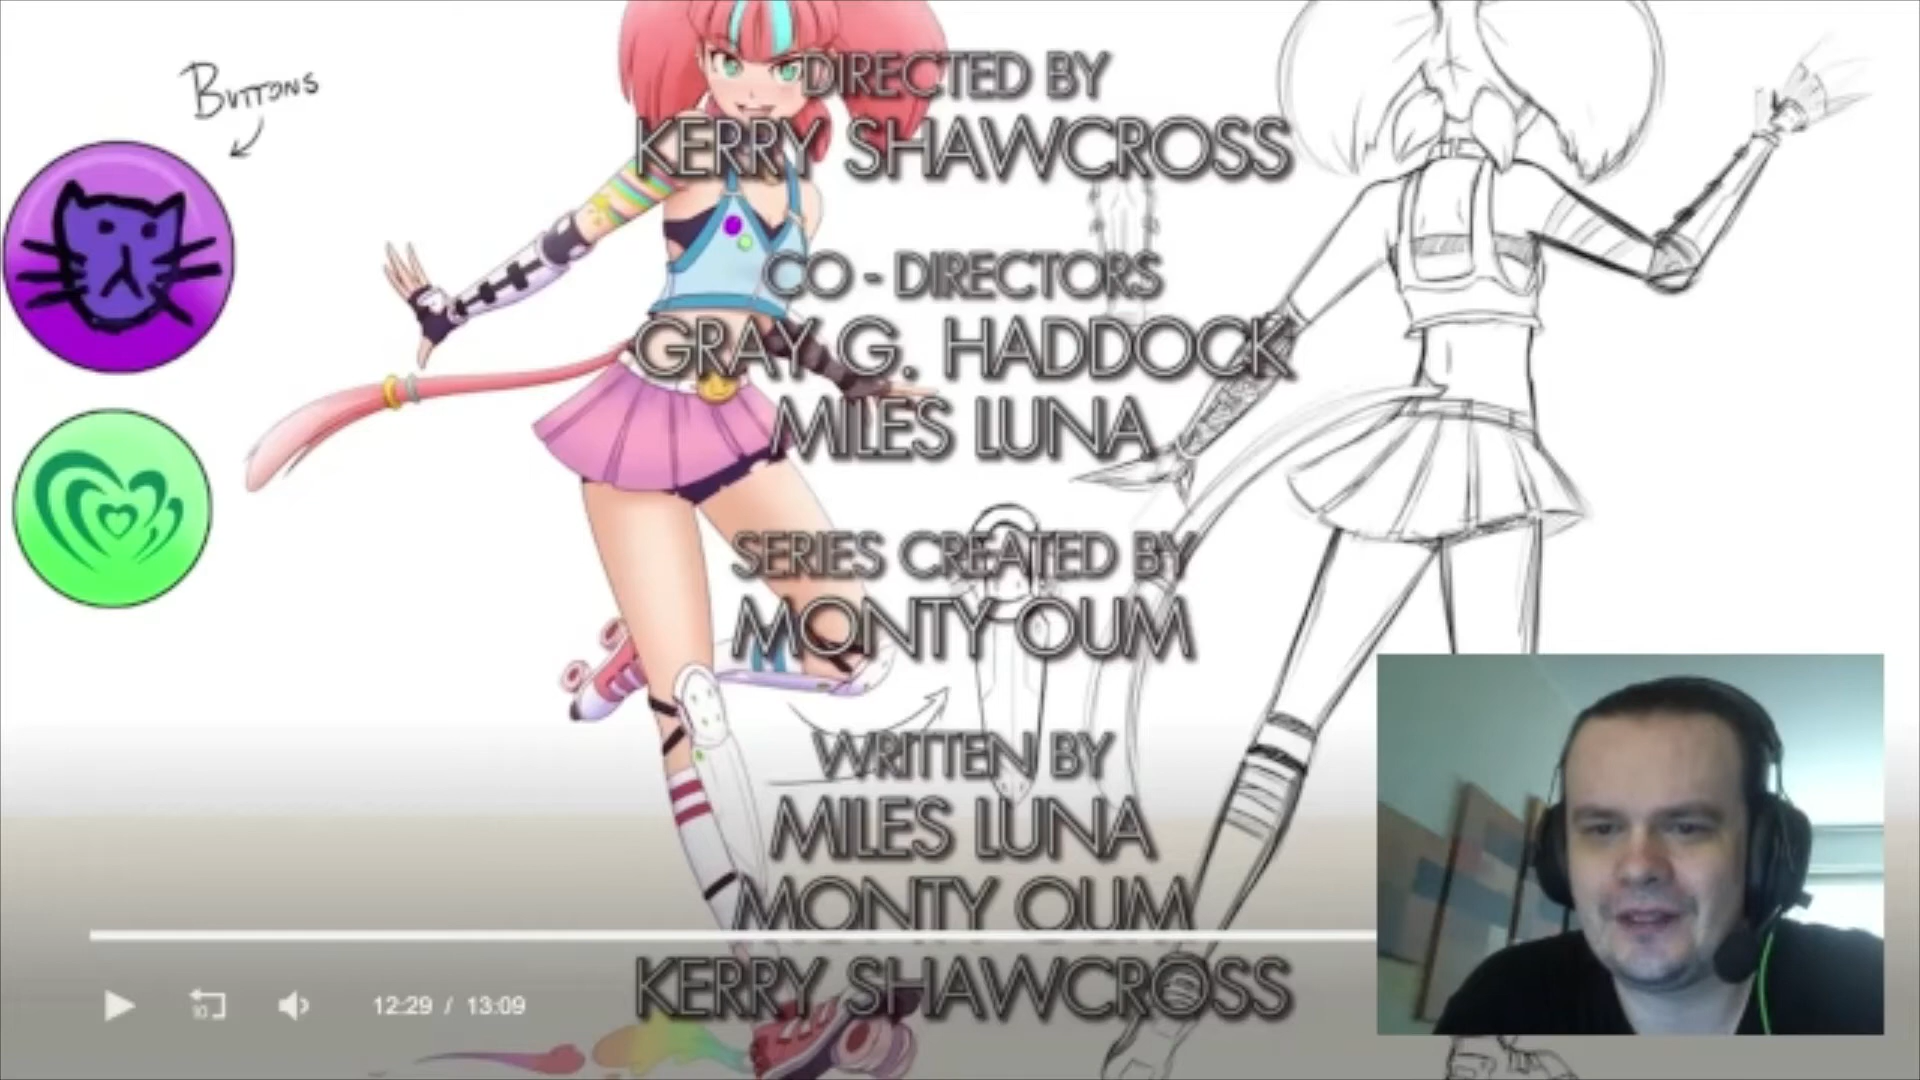 BUTTONS
DIRECTED BY
KERRY SHAWCROSS
CO - DIRECTORS
GRAY G. HADDOCK
MILES LUNA
SERIES CREATED BY
MONTY OUM
WRITTEN BY
MILES LUNA
MONTY OUM
KERRY SHAWCROSS
10
12:29 / 13:09